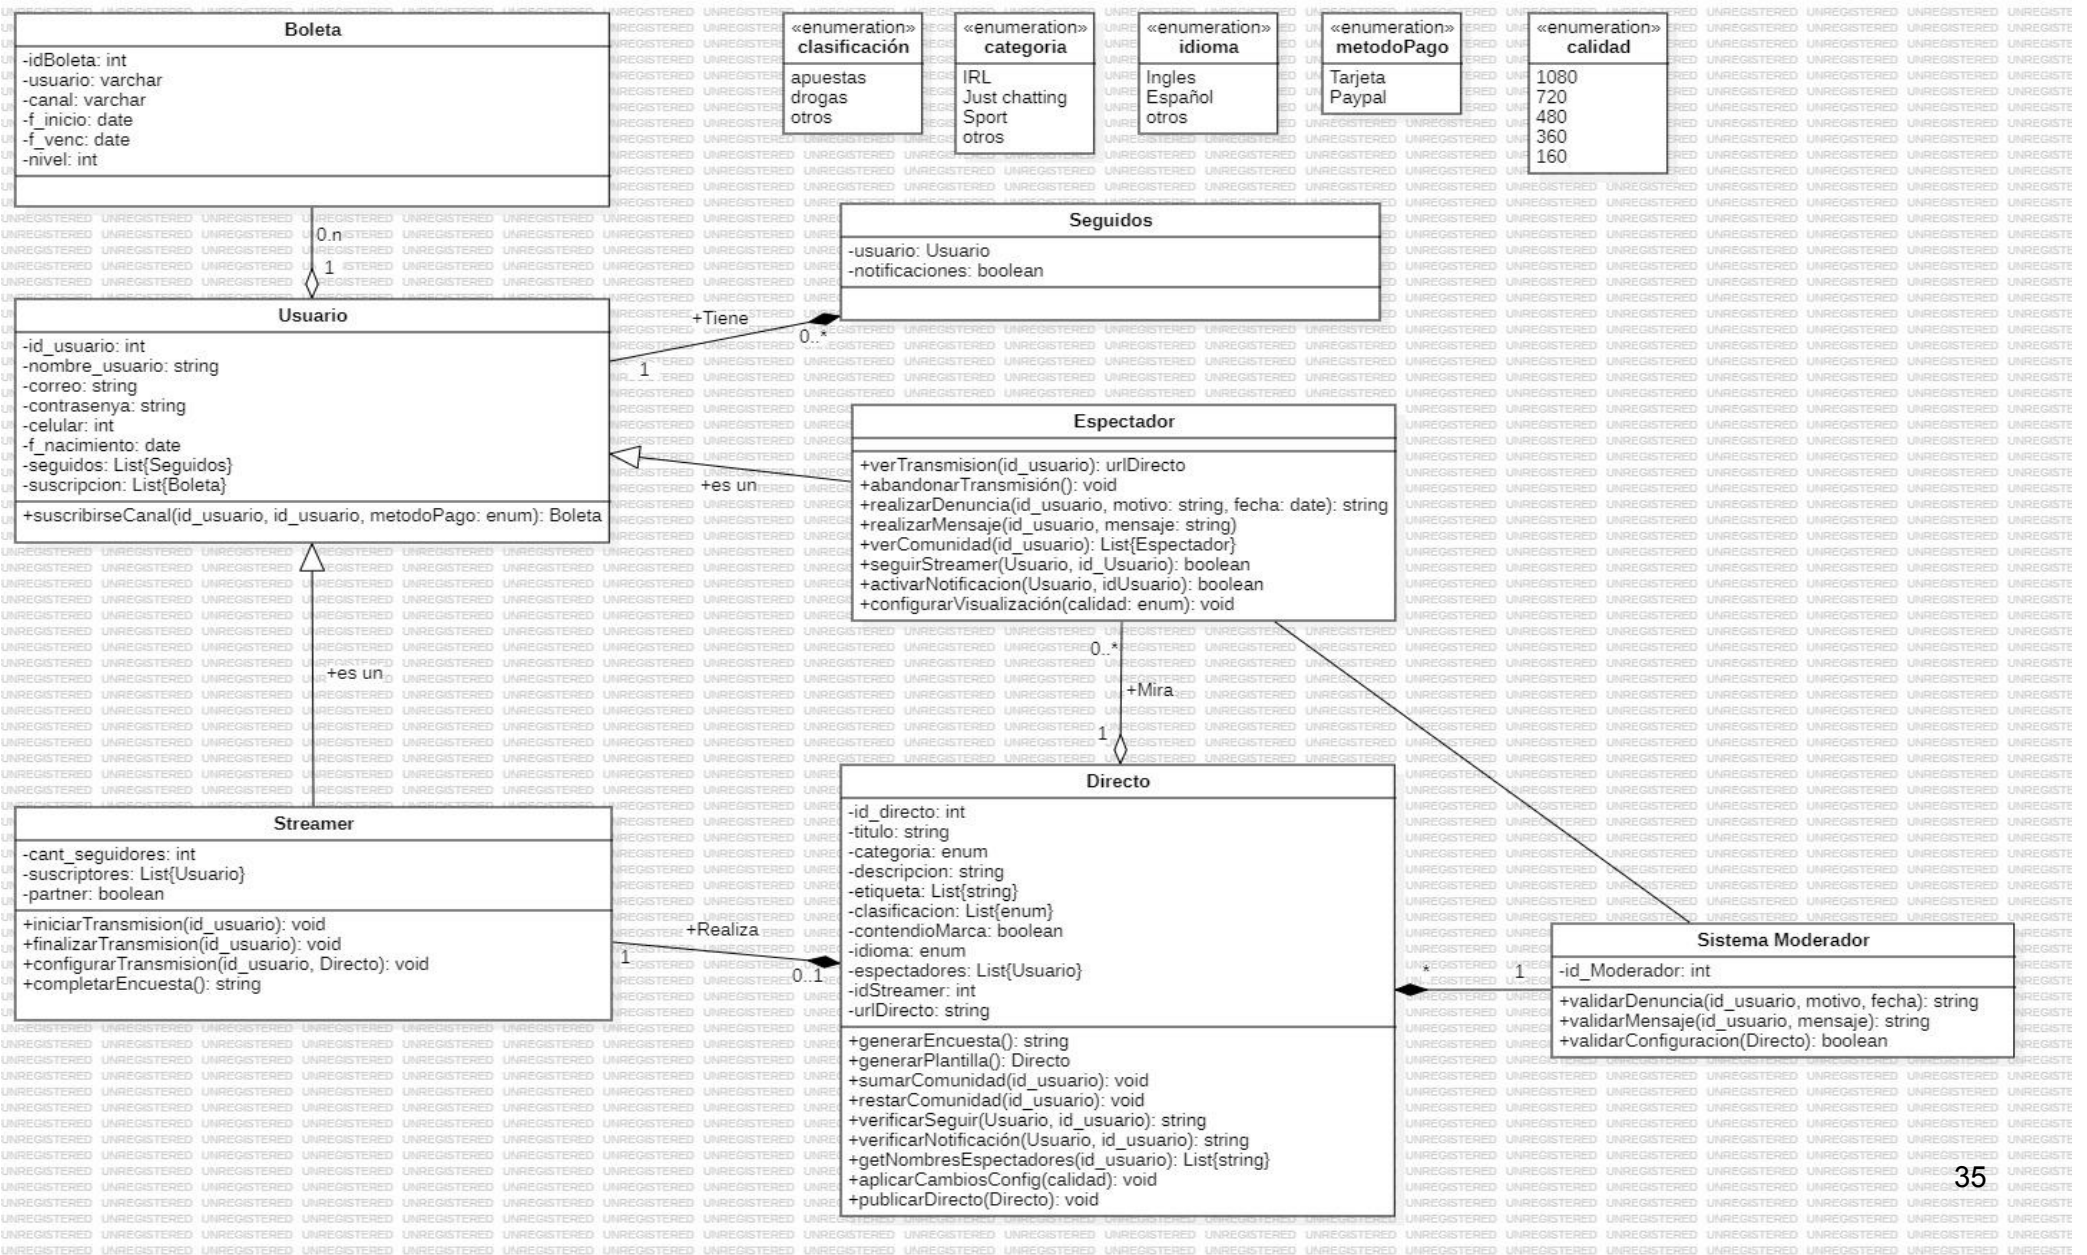 Boleta
-idBoleta: int
-usuario: varchar
-canal: varchar
-f_inicio: date
-f_venc: date
-nivel: int
«enumeration»
clasificación
apuestas
drogas
otros
«enumeration»
categoria
IRL
Just chatting
Sport
otros
«enumeration»
idioma
Ingles
Español
otros
«enumeration»
metodoPago
Tarjeta
Paypal
«enumeration»
calidad
1080
720
480
360
160
0.n
1
Seguidos
-usuario: Usuario
-notificaciones: boolean
Usuario
-id_usuario: int
-nombre_usuario: string
-correo: string
-contrasenya: string
-celular: int
-f_nacimiento: date
-seguidos: List{Seguidos}
-suscripcion: List{Boleta}
+suscribirseCanal(id_usuario, id_usuario, metodoPago: enum): Boleta
+Tiene
0..*
1
Espectador
+verTransmision(id_usuario): urlDirecto
+abandonarTransmisión(): void
+realizarDenuncia(id_usuario, motivo: string, fecha: date): string
+realizarMensaje(id_usuario, mensaje: string)
+verComunidad(id_usuario): List{Espectador}
+seguirStreamer(Usuario, id_Usuario): boolean
+activarNotificacion(Usuario, idUsuario): boolean
+configurarVisualización(calidad: enum): void
+es un
+es un
0..*
+Mira
1
Streamer
-cant_seguidores: int
-suscriptores: List{Usuario}
-partner: boolean
+iniciarTransmision(id_usuario): void
+finalizarTransmision(id_usuario): void
+configurarTransmision(id_usuario, Directo): void
+completarEncuesta(): string
+Realiza
1
0..1
Directo
-id_directo: int
-titulo: string
-categoria: enum
-descripcion: string
-etiqueta: List{string}
-clasificacion: List{enum}
-contendioMarca: boolean
-idioma: enum
-espectadores: List{Usuario}
-idStreamer: int
-urlDirecto: string
+generarEncuesta(): string
+generarPlantilla(): Directo
+sumarComunidad(id_usuario): void
+restarComunidad(id_usuario): void
+verificarSeguir(Usuario, id_usuario): string
+verificarNotificación(Usuario, id_usuario): string
+getNombresEspectadores(id_usuario): List{string}
+aplicarCambiosConfig(calidad): void
+publicarDirecto(Directo): void
*
1
Sistema Moderador
-id_Moderador: int
+validarDenuncia(id_usuario, motivo, fecha): string
+validarMensaje(id_usuario, mensaje): string
+validarConfiguracion(Directo): boolean
35
UNREGISTERED